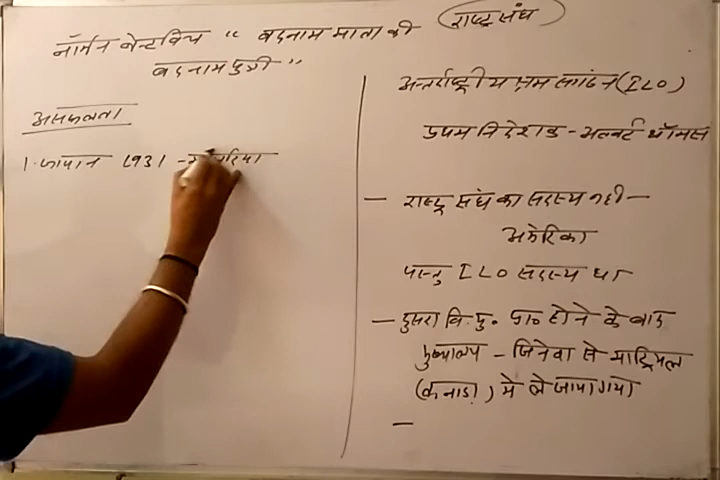 राष्ट्र संघ
नॉर्मन बेन्टविच " बदनाम माता की
बदनाम पुत्री "
असफलता
1. जापान 1931 -
अन्तर्राष्ट्रीय श्रम संगठन (ILO)
प्रथम निदेशक - अल्बर्ट थॉमस
- राष्ट्र संघ का सदस्य नही -
अमेरिका
परन्तु ILO सदस्य था
- दुसरा वि. यु. प्रा० होने के बाद
मुख्यालय - जिनेवा से माट्रियल
(कनाडा) मे ले जाया गया
-